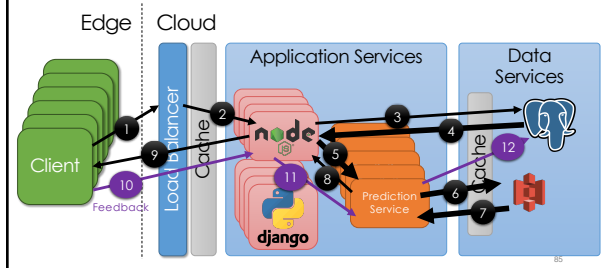 Edge
Cloud
Application Services
Data
Services
Client
Load Balancer
Cache
node
JS
django
Prediction
Service
Cache
Feedback
1
2
3
4
5
6
7
8
9
10
11
12
85